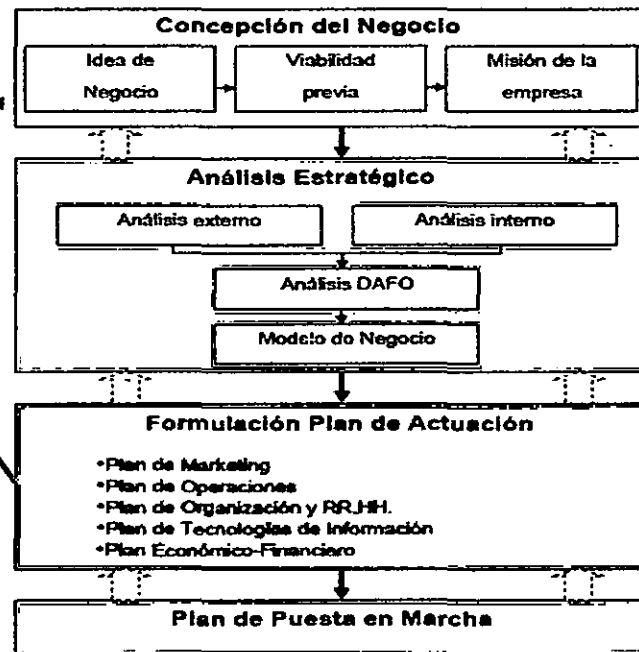 Concepción del Negocio
Idea de
Negocio
Viabilidad
previa
Misión de la
empresa
Análisis Estratégico
Análisis externo
Análisis interno
Análisis DAFO
Modelo do Negocio
Formulación Plan de Actuación
•Plan de Marketing
•Plan de Operaciones
•Plan de Organización y RR.HH.
•Plan de Tecnologías de Información
•Plan Económico-Financiero
Plan de Puesta en Marcha